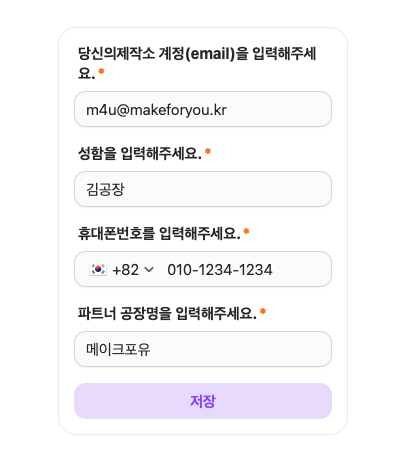 당신의제작소 계정(email)을 입력해주세
요. *
m4u@makeforyou.kr
성함을 입력해주세요. *
김공장
휴대폰번호를 입력해주세요. *
+82 010-1234-1234
파트너 공장명을 입력해주세요. *
메이크포유
저장